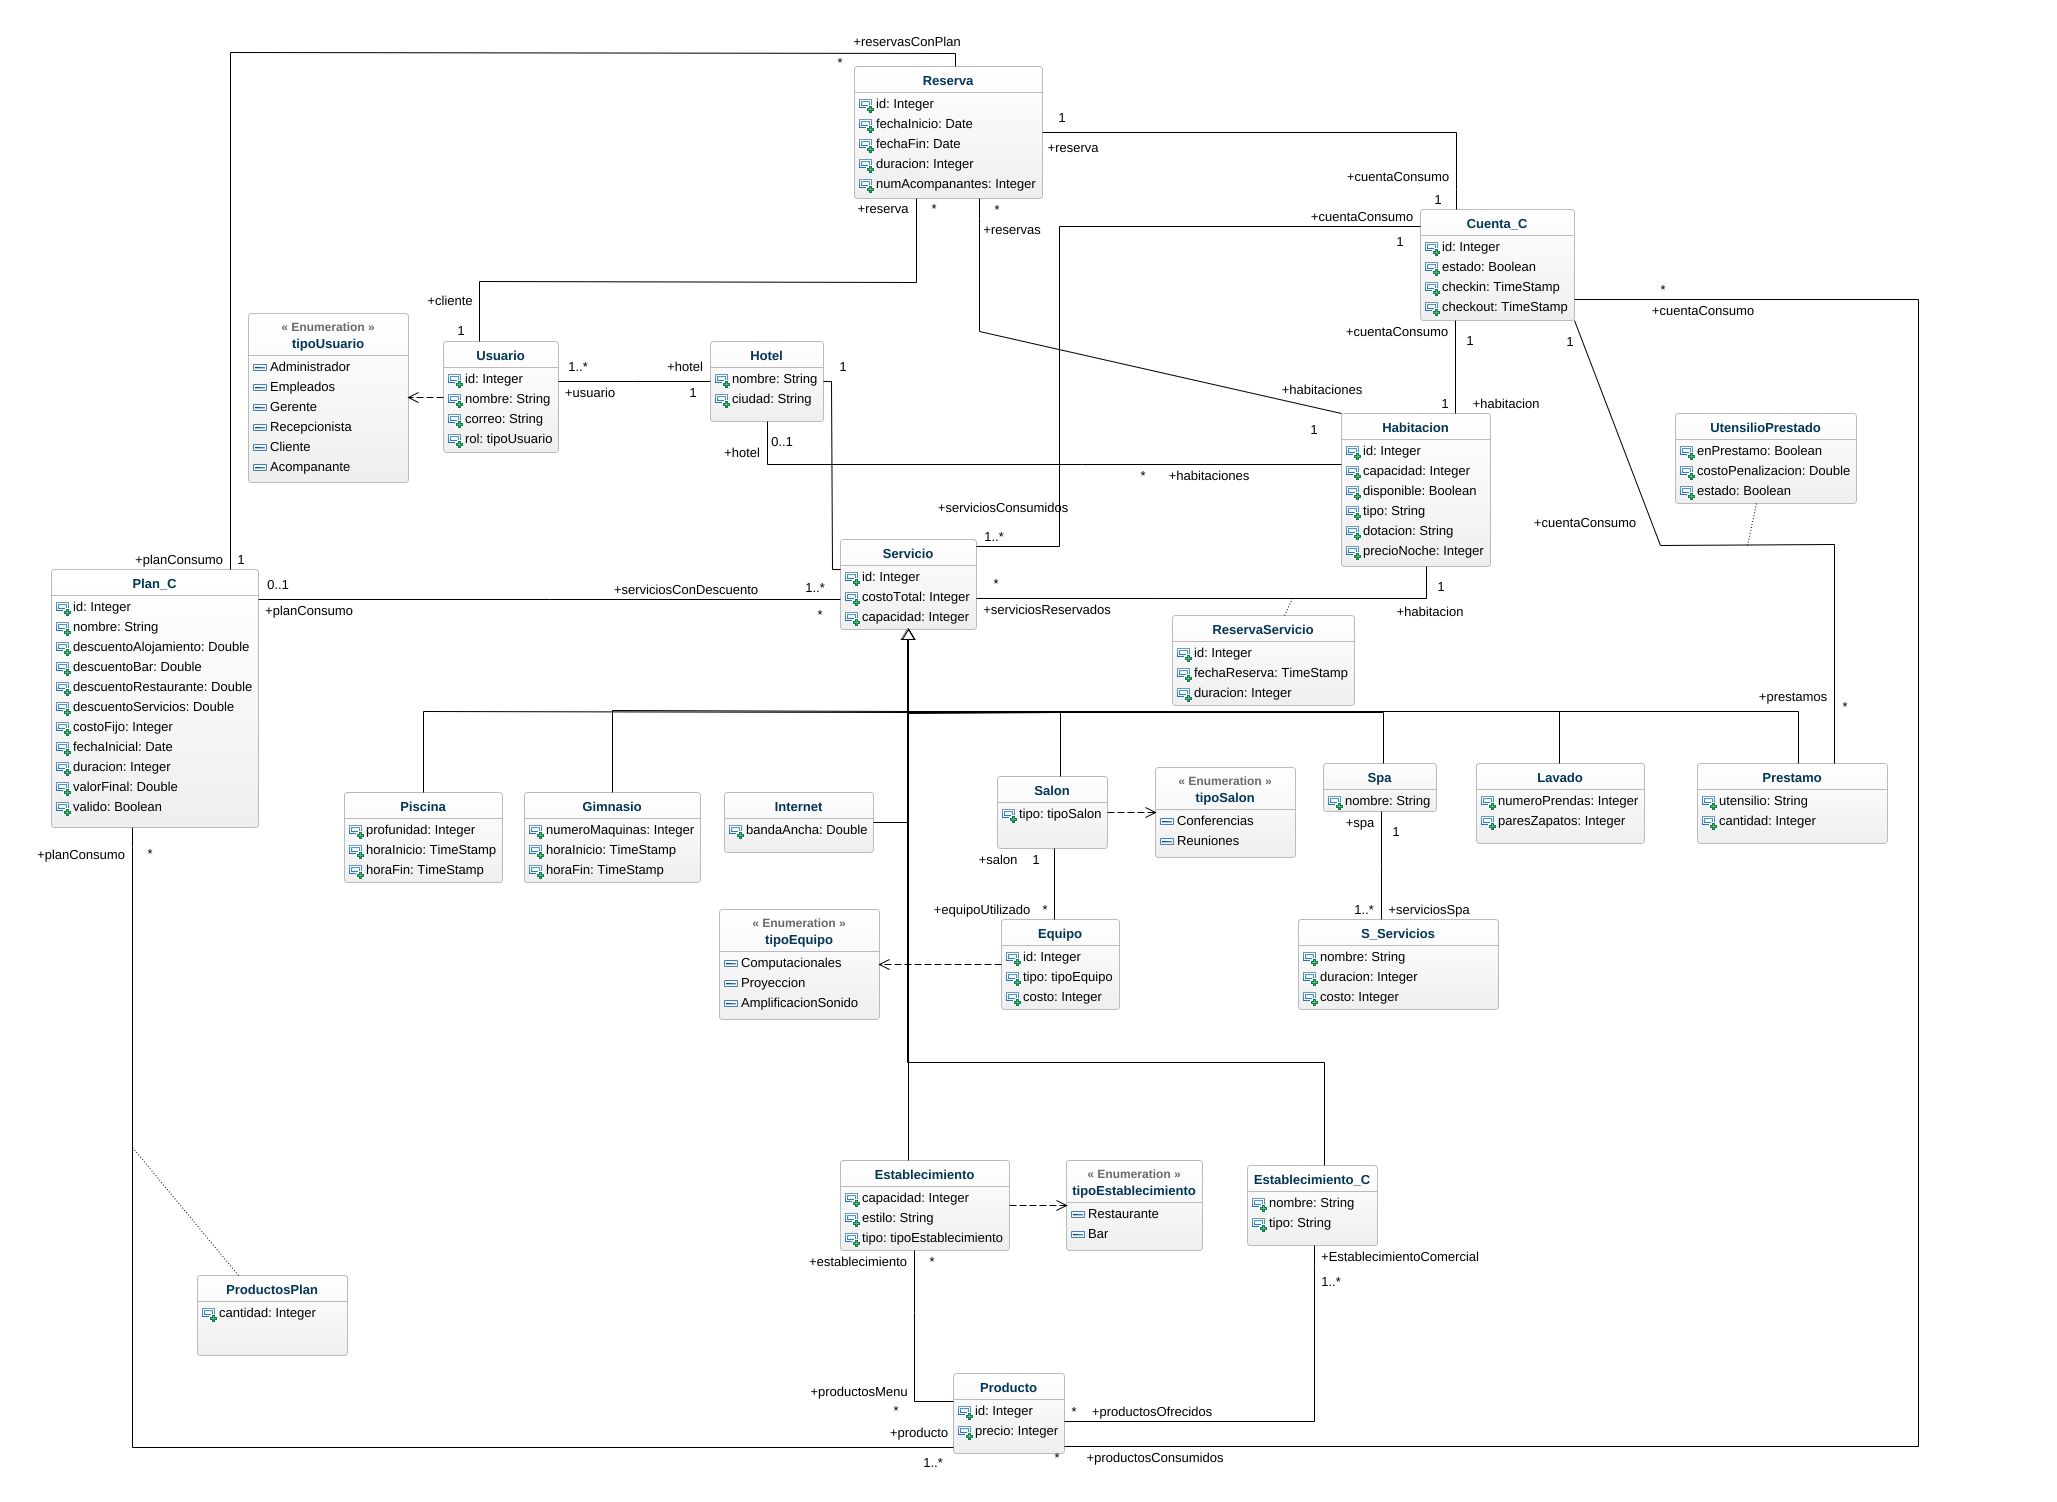 +reservasConPlan
*
Reserva
id: Integer
fechaInicio: Date
fechaFin: Date
duracion: Integer
numAcompanantes: Integer
1
+reserva
+cuentaConsumo
1
+reserva
*
*
+reservas
+cuentaConsumo
1
Cuenta_C
id: Integer
estado: Boolean
checkin: TimeStamp
checkout: TimeStamp
*
+cuentaConsumo
+cuentaConsumo
1
1
+cliente
1
« Enumeration »
tipoUsuario
Administrador
Empleados
Gerente
Recepcionista
Cliente
Acompanante
Usuario
id: Integer
nombre: String
correo: String
rol: tipoUsuario
1..*
+usuario
+hotel
1
Hotel
nombre: String
ciudad: String
1
0..1
+hotel
+habitaciones
1
1
+habitacion
Habitacion
id: Integer
capacidad: Integer
disponible: Boolean
tipo: String
dotacion: String
precioNoche: Integer
*
+habitaciones
UtensilioPrestado
enPrestamo: Boolean
costoPenalizacion: Double
estado: Boolean
+cuentaConsumo
+serviciosConsumidos
1..*
Servicio
id: Integer
costoTotal: Integer
capacidad: Integer
+planConsumo
1
Plan_C
id: Integer
nombre: String
descuentoAlojamiento: Double
descuentoBar: Double
descuentoRestaurante: Double
descuentoServicios: Double
costoFijo: Integer
fechaInicial: Date
duracion: Integer
valorFinal: Double
valido: Boolean
0..1
+planConsumo
+serviciosConDescuento
1..*
*
*
+serviciosReservados
1
+habitacion
ReservaServicio
id: Integer
fechaReserva: TimeStamp
duracion: Integer
+prestamos
*
Piscina
profunidad: Integer
horaInicio: TimeStamp
horaFin: TimeStamp
Gimnasio
numeroMaquinas: Integer
horaInicio: TimeStamp
horaFin: TimeStamp
Internet
bandaAncha: Double
Salon
tipo: tipoSalon
« Enumeration »
tipoSalon
Conferencias
Reuniones
Spa
nombre: String
Lavado
numeroPrendas: Integer
paresZapatos: Integer
Prestamo
utensilio: String
cantidad: Integer
+planConsumo
*
+salon
1
+spa
1
+equipoUtilizado
*
1..*
+serviciosSpa
« Enumeration »
tipoEquipo
Computacionales
Proyeccion
AmplificacionSonido
Equipo
id: Integer
tipo: tipoEquipo
costo: Integer
S_Servicios
nombre: String
duracion: Integer
costo: Integer
Establecimiento
capacidad: Integer
estilo: String
tipo: tipoEstablecimiento
« Enumeration »
tipoEstablecimiento
Restaurante
Bar
Establecimiento_C
nombre: String
tipo: String
+establecimiento
*
+EstablecimientoComercial
1..*
ProductosPlan
cantidad: Integer
+productosMenu
*
Producto
id: Integer
precio: Integer
*
+productosOfrecidos
+producto
1..*
*
+productosConsumidos